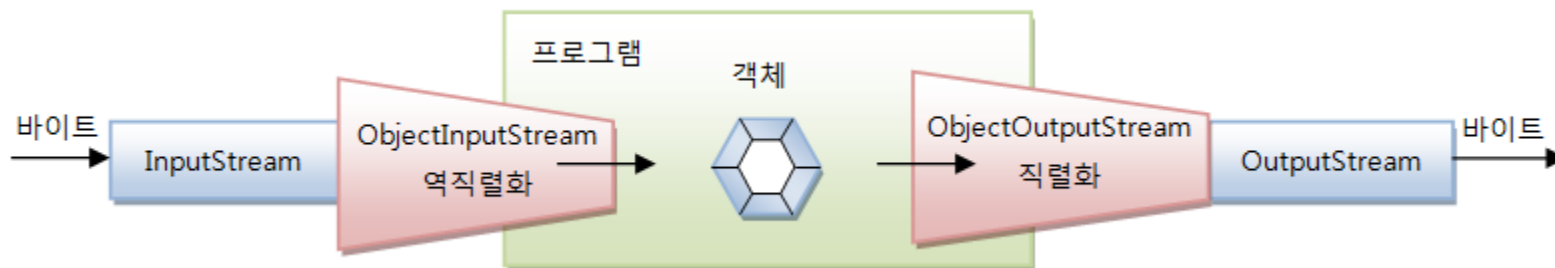 프로그램
객체
바이트
InputStream
ObjectInputStream
역직렬화
ObjectOutputStream
직렬화
OutputStream
바이트